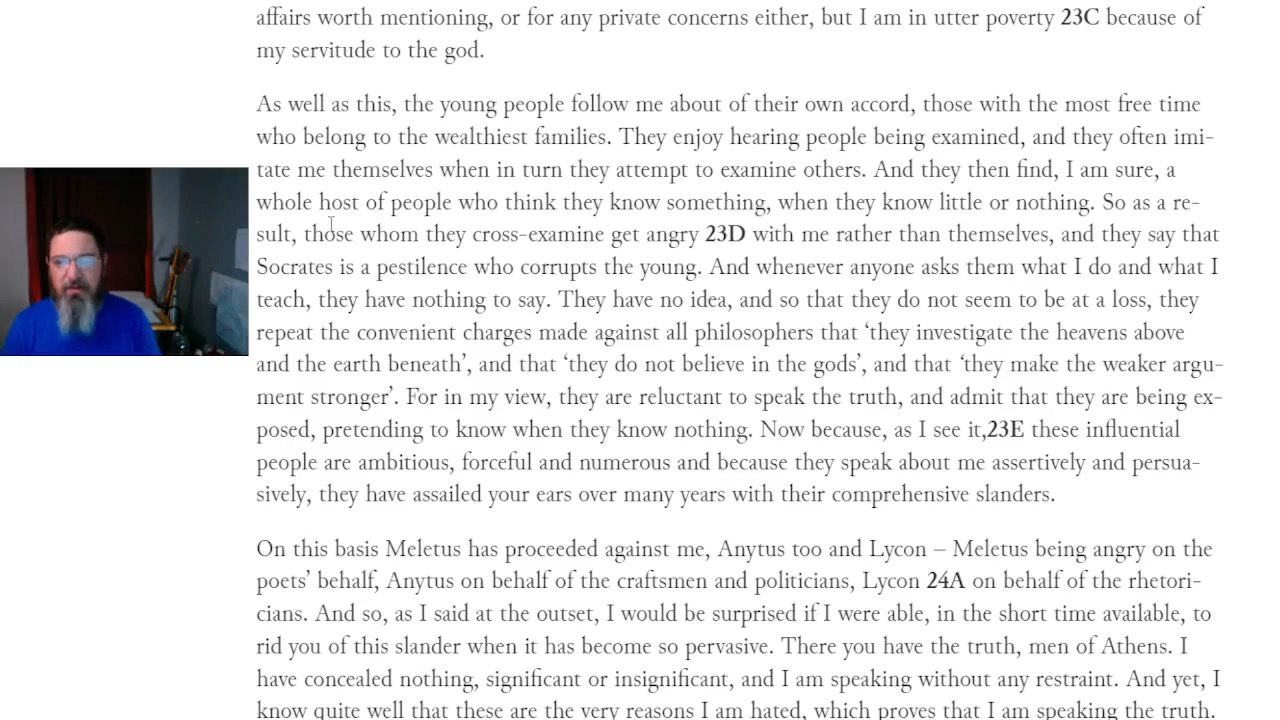 affairs worth mentioning, or for any private concerns either, but I am in utter poverty 23C because of
my servitude to the god.
As well as this, the young people follow me about of their own accord, those with the most free time
who belong to the wealthiest families. They enjoy hearing people being examined, and they often imi-
tate me themselves when in turn they attempt to examine others. And they then find, I am sure, a
whole host of people who think they know something, when they know little or nothing. So as a re-
sult, those whom they cross-examine get angry 23D with me rather than themselves, and they say that
Socrates is a pestilence who corrupts the young. And whenever anyone asks them what I do and what I
teach, they have nothing to say. They have no idea, and so that they do not seem to be at a loss, they
repeat the convenient charges made against all philosophers that ‘they investigate the heavens above
and the earth beneath’, and that ‘they do not believe in the gods’, and that ‘they make the weaker argu-
ment stronger’. For in my view, they are reluctant to speak the truth, and admit that they are being ex-
posed, pretending to know when they know nothing. Now because, as I see it,23E these influential
people are ambitious, forceful and numerous and because they speak about me assertively and persua-
sively, they have assailed your ears over many years with their comprehensive slanders.
On this basis Meletus has proceeded against me, Anytus too and Lycon – Meletus being angry on the
poets’ behalf, Anytus on behalf of the craftsmen and politicians, Lycon 24A on behalf of the rhetori-
cians. And so, as I said at the outset, I would be surprised if I were able, in the short time available, to
rid you of this slander when it has become so pervasive. There you have the truth, men of Athens. I
have concealed nothing, significant or insignificant, and I am speaking without any restraint. And yet, I
know quite well that these are the very reasons I am hated, which proves that I am speaking the truth.